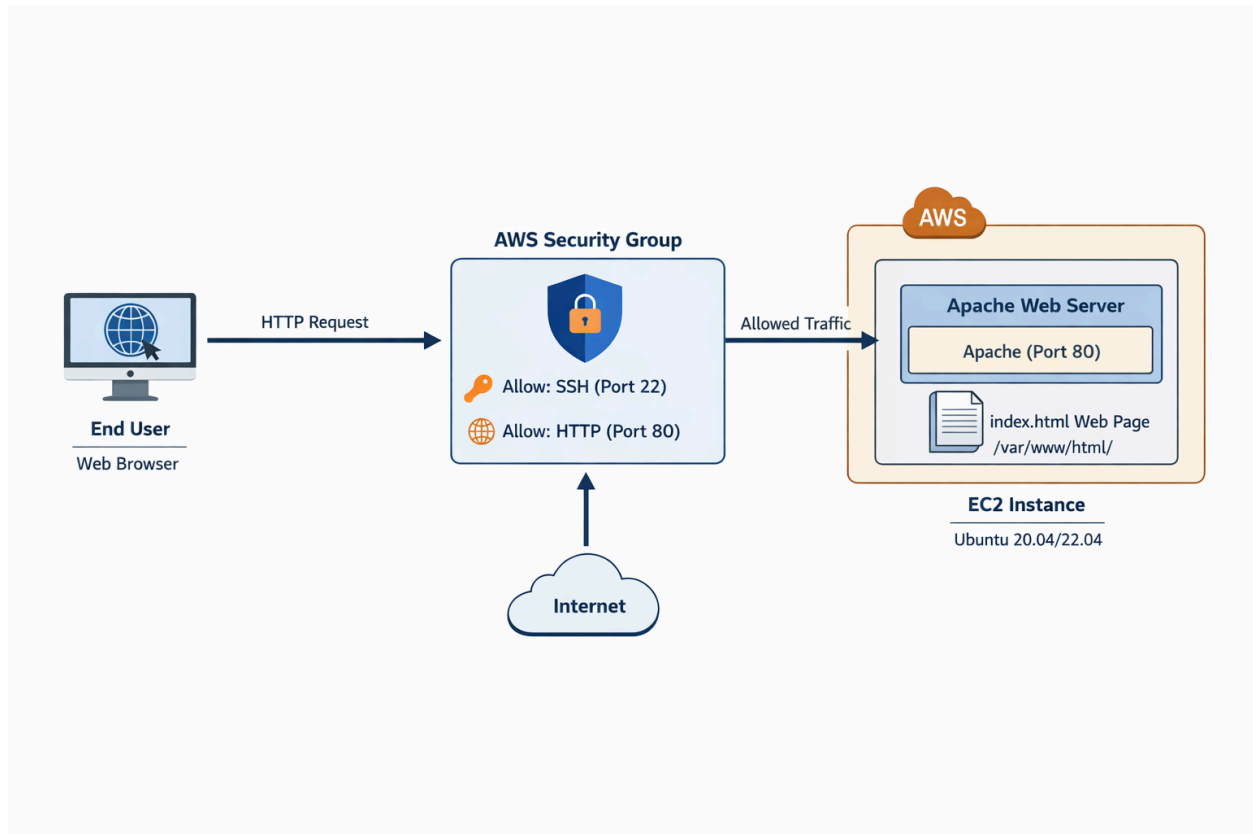 End User
Web Browser
HTTP Request
AWS Security Group
Allow: SSH (Port 22)
Allow: HTTP (Port 80)
Internet
Allowed Traffic
AWS
Apache Web Server
Apache (Port 80)
index.html Web Page
/var/www/html/
EC2 Instance
Ubuntu 20.04/22.04